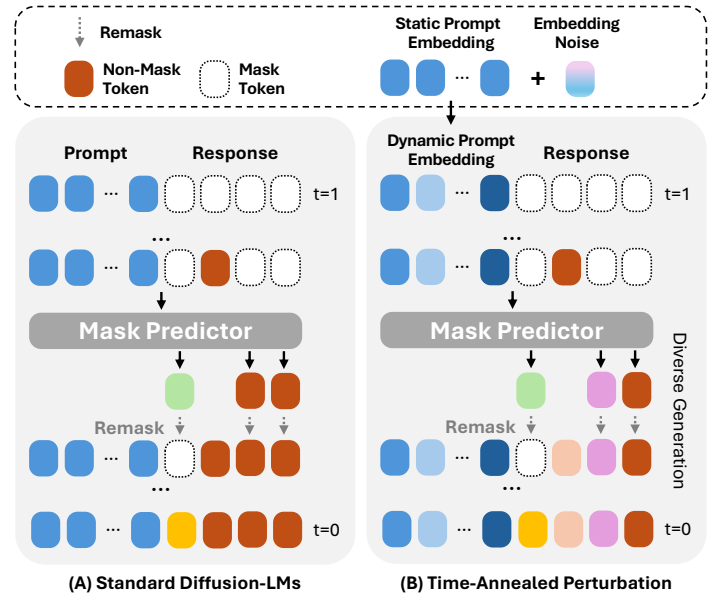 Remask
Non-Mask
Token
Mask
Token
Static Prompt
Embedding
...
+
Embedding
Noise
Prompt
Response
... t=1
...
...
Mask Predictor
Remask
...
...
... t=0
(A) Standard Diffusion-LMs
Dynamic Prompt
Embedding
Response
... t=1
...
...
Mask Predictor
Diverse Generation
Remask
...
...
... t=0
(B) Time-Annealed Perturbation